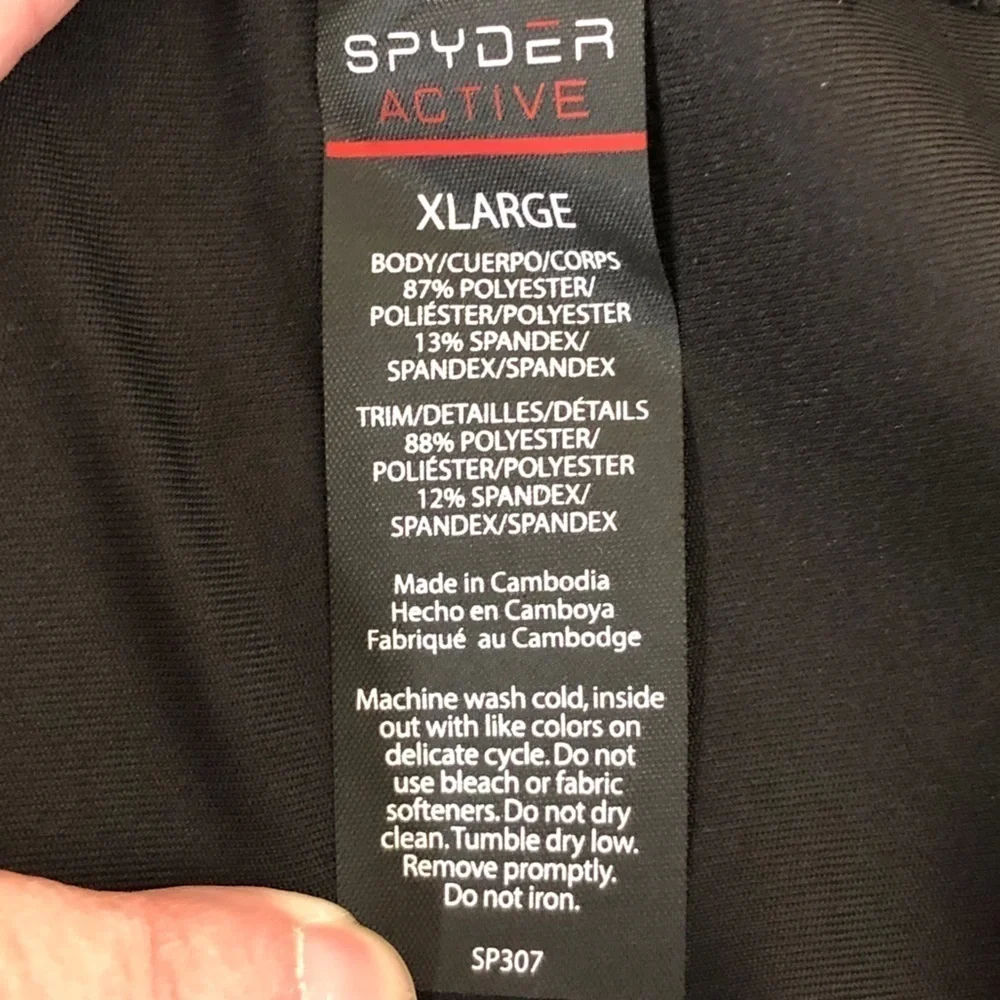 SPYDER
ACTIVE
XLARGE
BODY/CUERPO/CORPS
87% POLYESTER/
POLIÉSTER/POLYESTER
13% SPANDEX/
SPANDEX/SPANDEX
TRIM/DETAILLES/DÉTAILS
88% POLYESTER/
POLIÉSTER/POLYESTER
12% SPANDEX/
SPANDEX/SPANDEX
Made in Cambodia
Hecho en Camboya
Fabriqué au Cambodge
Machine wash cold, inside
out with like colors on
delicate cycle. Do not
use bleach or fabric
softeners. Do not dry
clean. Tumble dry low.
Remove promptly.
Do not iron.
SP307